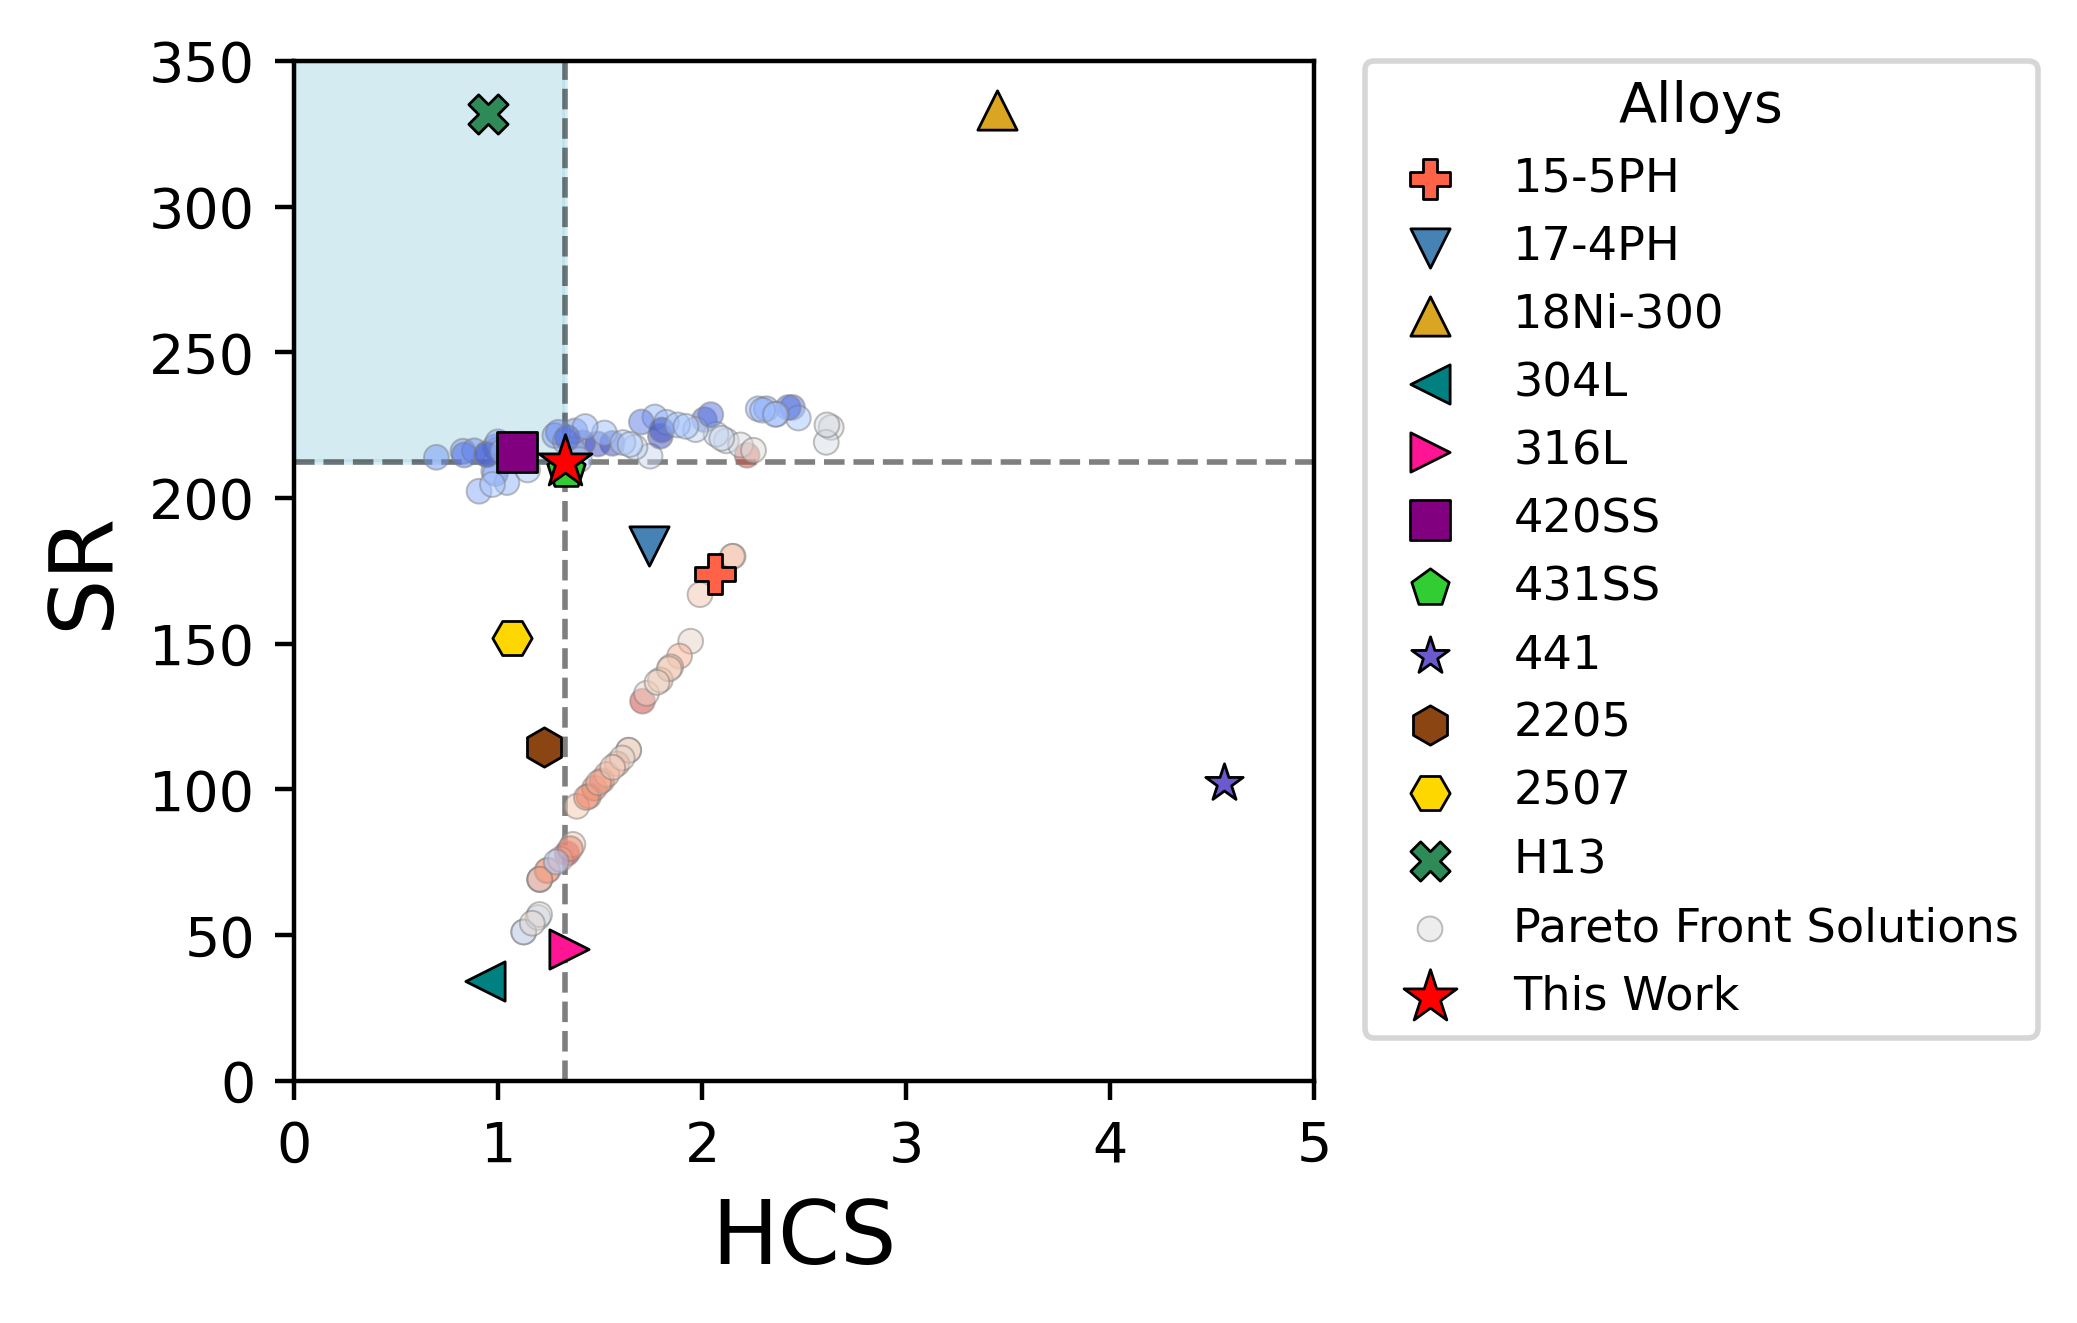 350
300
250
200
150
100
50
0
SR
0 1 2 3 4 5
HCS
Alloys
15-5PH
17-4PH
18Ni-300
304L
316L
420SS
431SS
441
2205
2507
H13
Pareto Front Solutions
This Work